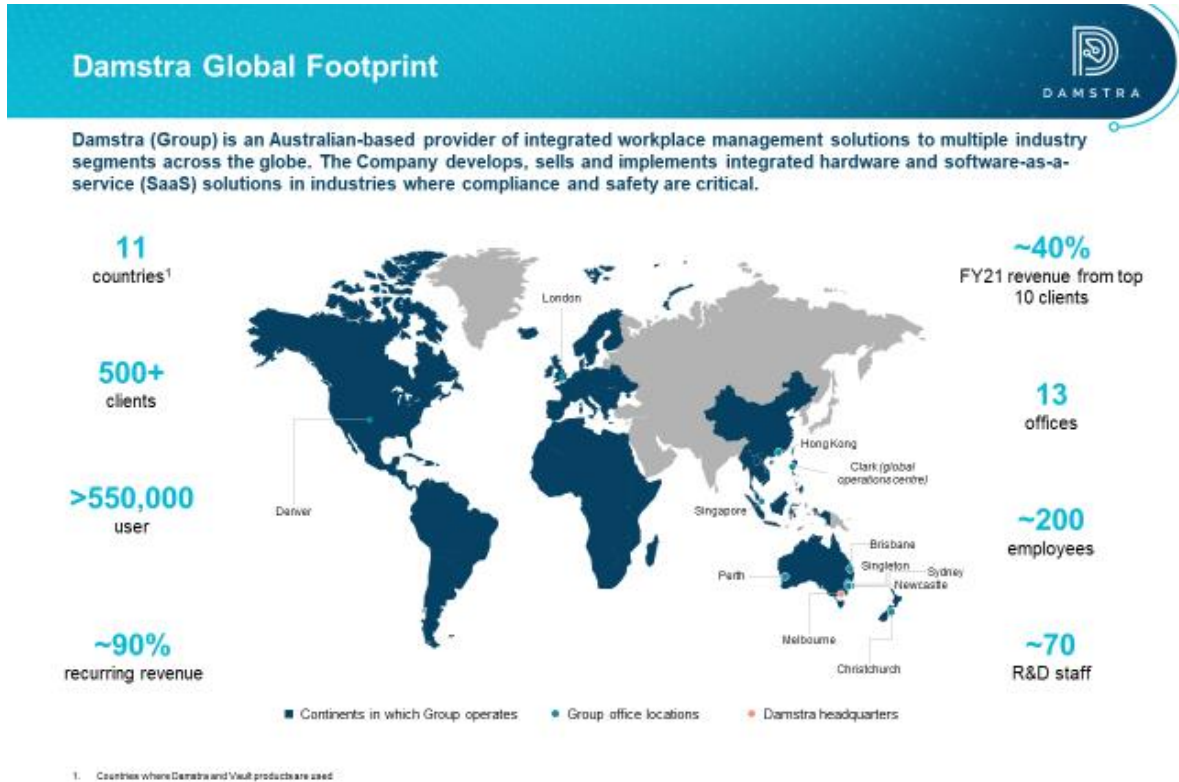 Damstra Global Footprint
DAMSTRA
Damstra (Group) is an Australian-based provider of integrated workplace management solutions to multiple industry
segments across the globe. The Company develops, sells and implements integrated hardware and software-as-a-
service (SaaS) solutions in industries where compliance and safety are critical.
11
countries1
500+
clients
>550,000
user
~90%
recurring revenue
London
Denver
Hong Kong
Clark (global
operations centre)
Singapore
Brisbane
Singleton
Sydney
Newcastle
Perth
Melbourne
Christchurch
~40%
FY21 revenue from top
10 clients
13
offices
~200
employees
~70
R&D staff
Continents in which Group operates
Group office locations
Damstra headquarters
1. Countries where Damstra and Vault products are used